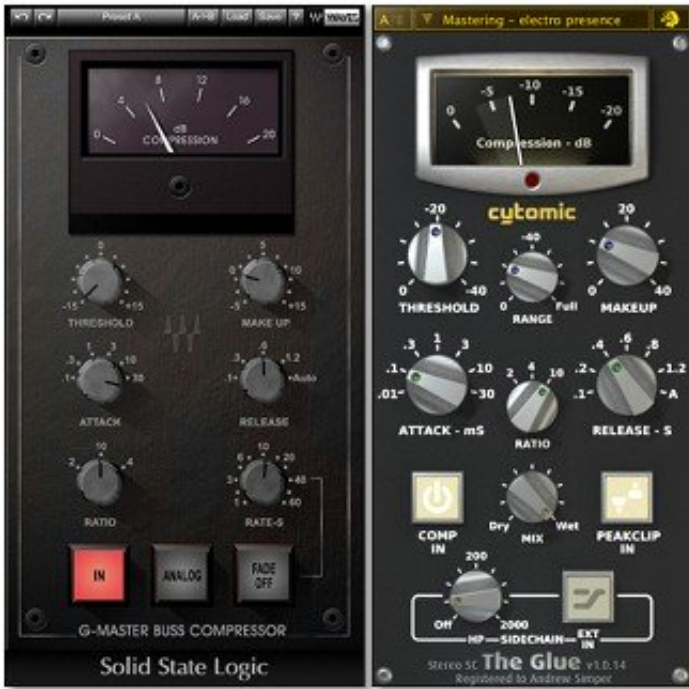 Preset A A->B Load Save ? WAVES
4 8 12 16
0 dB 20
COMPRESSION
0
-15 +15
THRESHOLD
5
0 10
-5 +15
MAKE UP
1 3
.3 10
.1 30
ATTACK
.3 1.2
.1 Auto
RELEASE
10
2 4
RATIO
10 20
6
3 40
1 60
RATE-S
IN
ANALOG
FADE
OFF
G-MASTER BUSS COMPRESSOR
Solid State Logic
A Mastering - electro presence
-5 -10 -15
0 -20
Compression - dB
cytomic
-20
0 -40
THRESHOLD
-40
0 Full
RANGE
20
0 40
MAKEUP
.3 1 3
.1 10
.01 30
ATTACK - mS
4
2 10
RATIO
.4 .6 .8
.2 1.2
.1 A
RELEASE - S
COMP
IN
Dry Wet
MIX
PEAKCLIP
IN
200
Off 2000
HP SIDECHAIN EXT
IN
Stereo SC The Glue v1.0.14
Registered to Andrew Simper